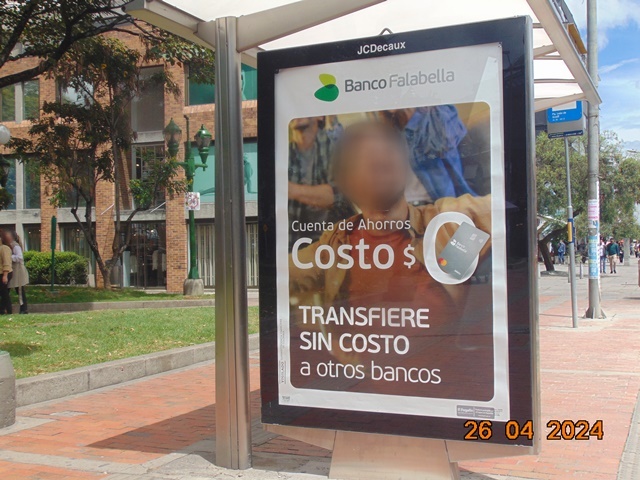 JCDecaux
Banco Falabella
Cuenta de Ahorros
Costo $0
TRANSFIERE
SIN COSTO
a otros bancos
26 04 2024